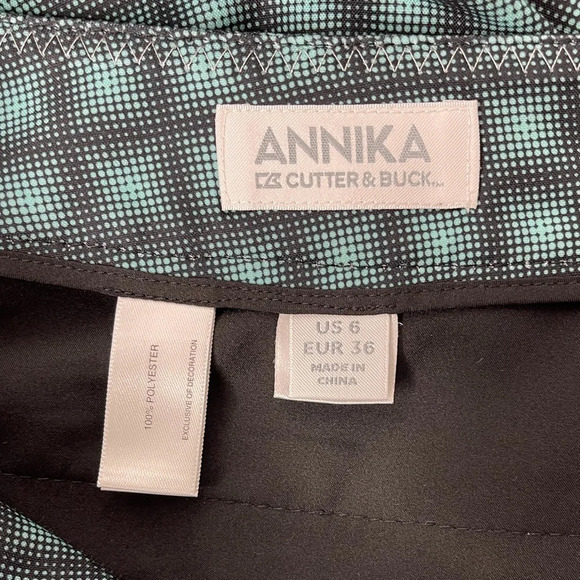 ANNIKA
CUTTER & BUCK
100% POLYESTER
EXCLUSIVE OF DECORATION
US 6
EUR 36
MADE IN
CHINA